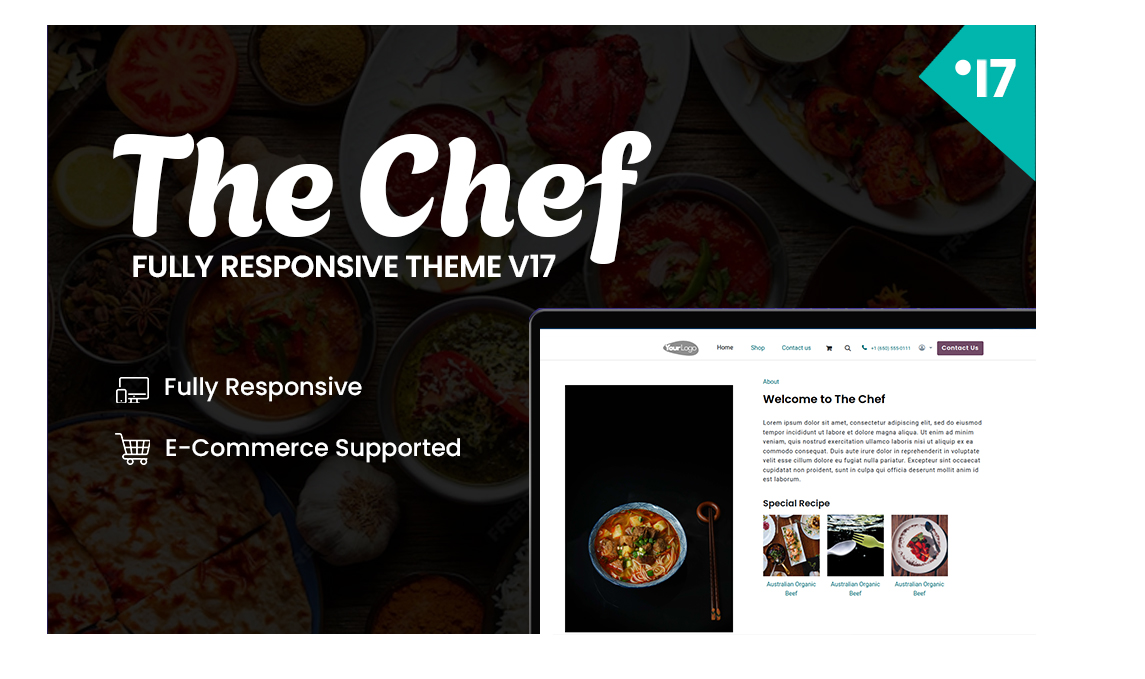 °17
The Chef
FULLY RESPONSIVE THEME V17
Fully Responsive
E-Commerce Supported
YourLogo
Home
Shop
Contact us
+1 (650) 555-0111
Contact Us
About
Welcome to The Chef
Lorem ipsum dolor sit amet, consectetur adipiscing elit, sed do eiusmod
tempor incididunt ut labore et dolore magna aliqua. Ut enim ad minim
veniam, quis nostrud exercitation ullamco laboris nisi ut aliquip ex ea
commodo consequat. Duis aute irure dolor in reprehenderit in voluptate
velit esse cillum dolore eu fugiat nulla pariatur. Excepteur sint occaecat
cupidatat non proident, sunt in culpa qui officia deserunt mollit anim id
est laborum.
Special Recipe
Australian Organic
Beef
Australian Organic
Beef
Australian Organic
Beef